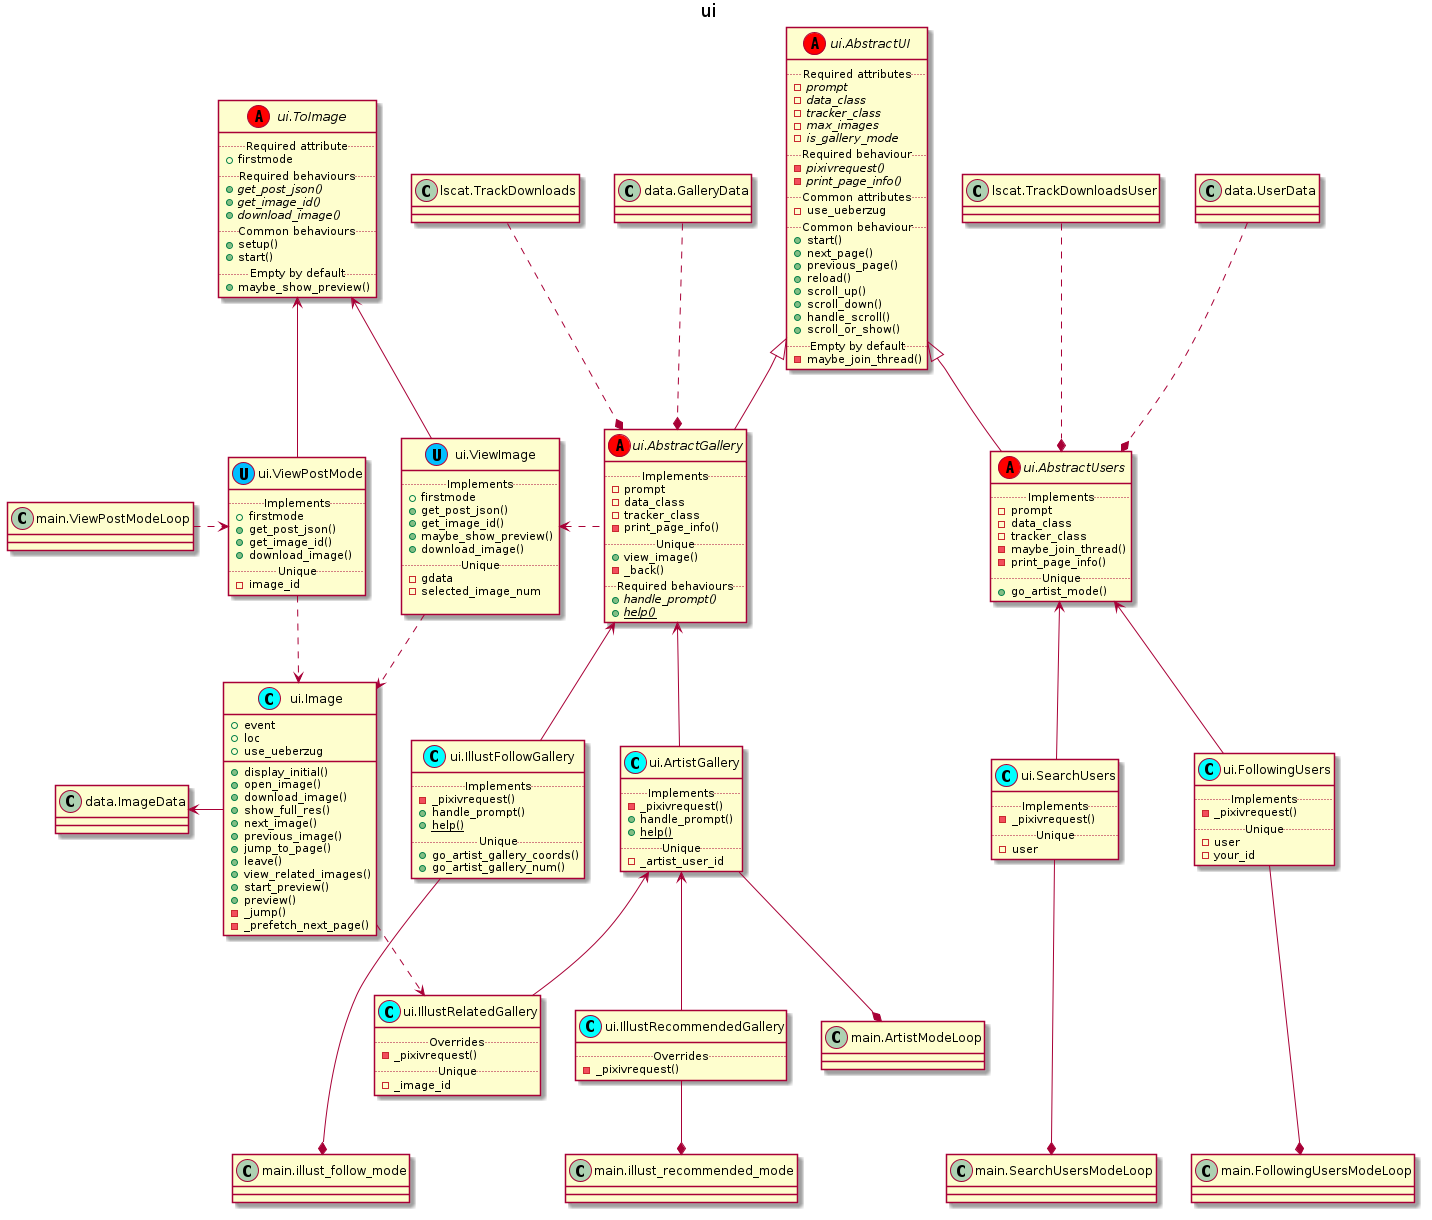 ui
A ui.AbstractUI
Required attributes
prompt
data_class
tracker_class
max_images
is_gallery_mode
Required behaviour
pixivrequest()
print_page_info()
Common attributes
use_ueberzug
Common behaviour
start()
next_page()
previous_page()
reload()
scroll_up()
scroll_down()
handle_scroll()
scroll_or_show()
Empty by default
maybe_join_thread()
A ui.ToImage
Required attribute
firstmode
Required behaviours
get_post_json()
get_image_id()
download_image()
Common behaviours
setup()
start()
Empty by default
maybe_show_preview()
C lscat.TrackDownloads
C data.GalleryData
C lscat.TrackDownloadsUser
C data.UserData
C main.ViewPostModeLoop
U ui.ViewPostMode
Implements
firstmode
get_post_json()
get_image_id()
download_image()
Unique
image_id
U ui.ViewImage
Implements
firstmode
get_post_json()
get_image_id()
maybe_show_preview()
download_image()
Unique
gdata
selected_image_num
A ui.AbstractGallery
Implements
prompt
data_class
tracker_class
print_page_info()
Unique
view_image()
_back()
Required behaviours
handle_prompt()
help()
A ui.AbstractUsers
Implements
prompt
data_class
tracker_class
maybe_join_thread()
print_page_info()
Unique
go_artist_mode()
C data.ImageData
C ui.Image
event
loc
use_ueberzug
display_initial()
open_image()
download_image()
show_full_res()
next_image()
previous_image()
jump_to_page()
leave()
view_related_images()
start_preview()
preview()
_jump()
_prefetch_next_page()
C ui.IllustFollowGallery
Implements
_pixivrequest()
handle_prompt()
help()
Unique
go_artist_gallery_coords()
go_artist_gallery_num()
C ui.ArtistGallery
Implements
_pixivrequest()
handle_prompt()
help()
Unique
_artist_user_id
C ui.SearchUsers
Implements
_pixivrequest()
Unique
user
C ui.FollowingUsers
Implements
_pixivrequest()
Unique
user
your_id
C ui.IllustRelatedGallery
Overrides
_pixivrequest()
Unique
_image_id
C ui.IllustRecommendedGallery
Overrides
_pixivrequest()
C main.ArtistModeLoop
C main.illust_follow_mode
C main.illust_recommended_mode
C main.SearchUsersModeLoop
C main.FollowingUsersModeLoop